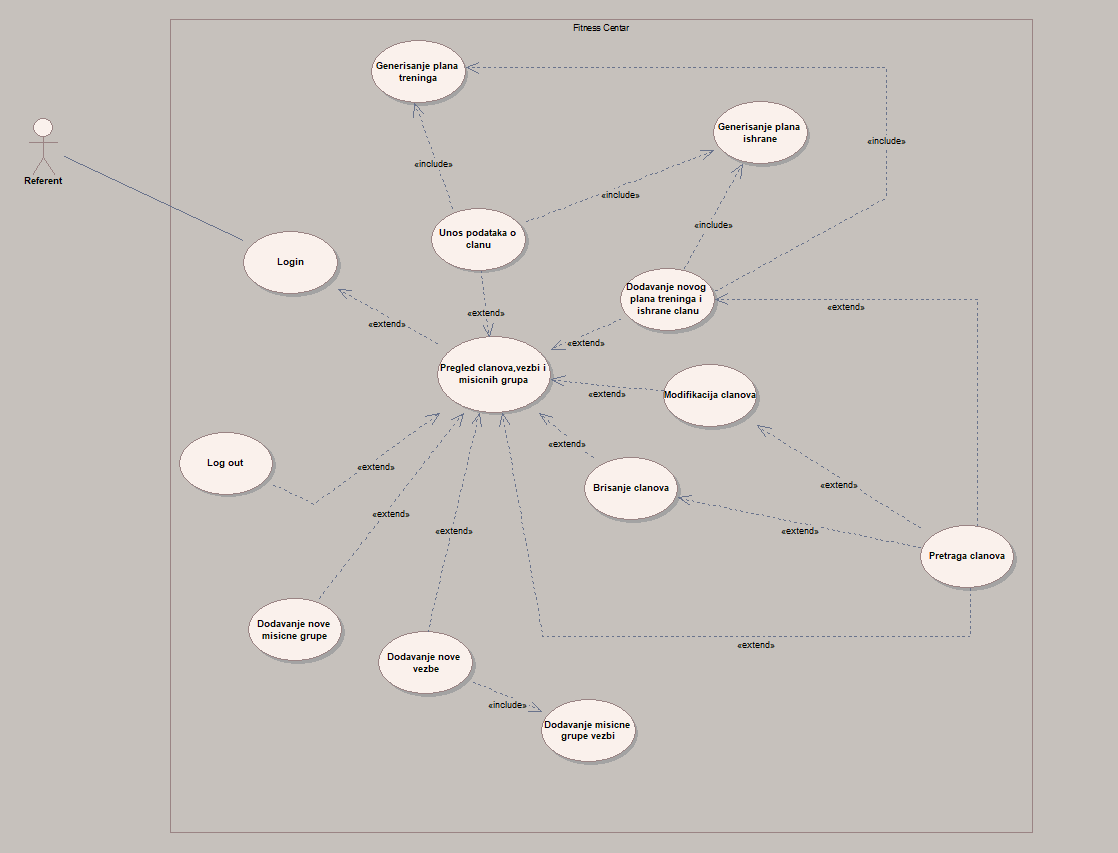 Fitness Centar
Generisanje plana
treninga
Generisanje plana
ishrane
«include»
«include»
Referent
«include»
«include»
Unos podataka o
clanu
Login
Dodavanje novog
plana treninga i
ishrane clanu
«extend»
«extend»
«extend»
«extend»
Pregled clanova,vezbi i
misicnih grupa
Modifikacija clanova
«extend»
«extend»
Log out
«extend»
Brisanje clanova
«extend»
«extend»
«extend»
«extend»
Pretraga clanova
Dodavanje nove
misicne grupe
«extend»
Dodavanje nove
vezbe
«include»
Dodavanje misicne
grupe vezbi